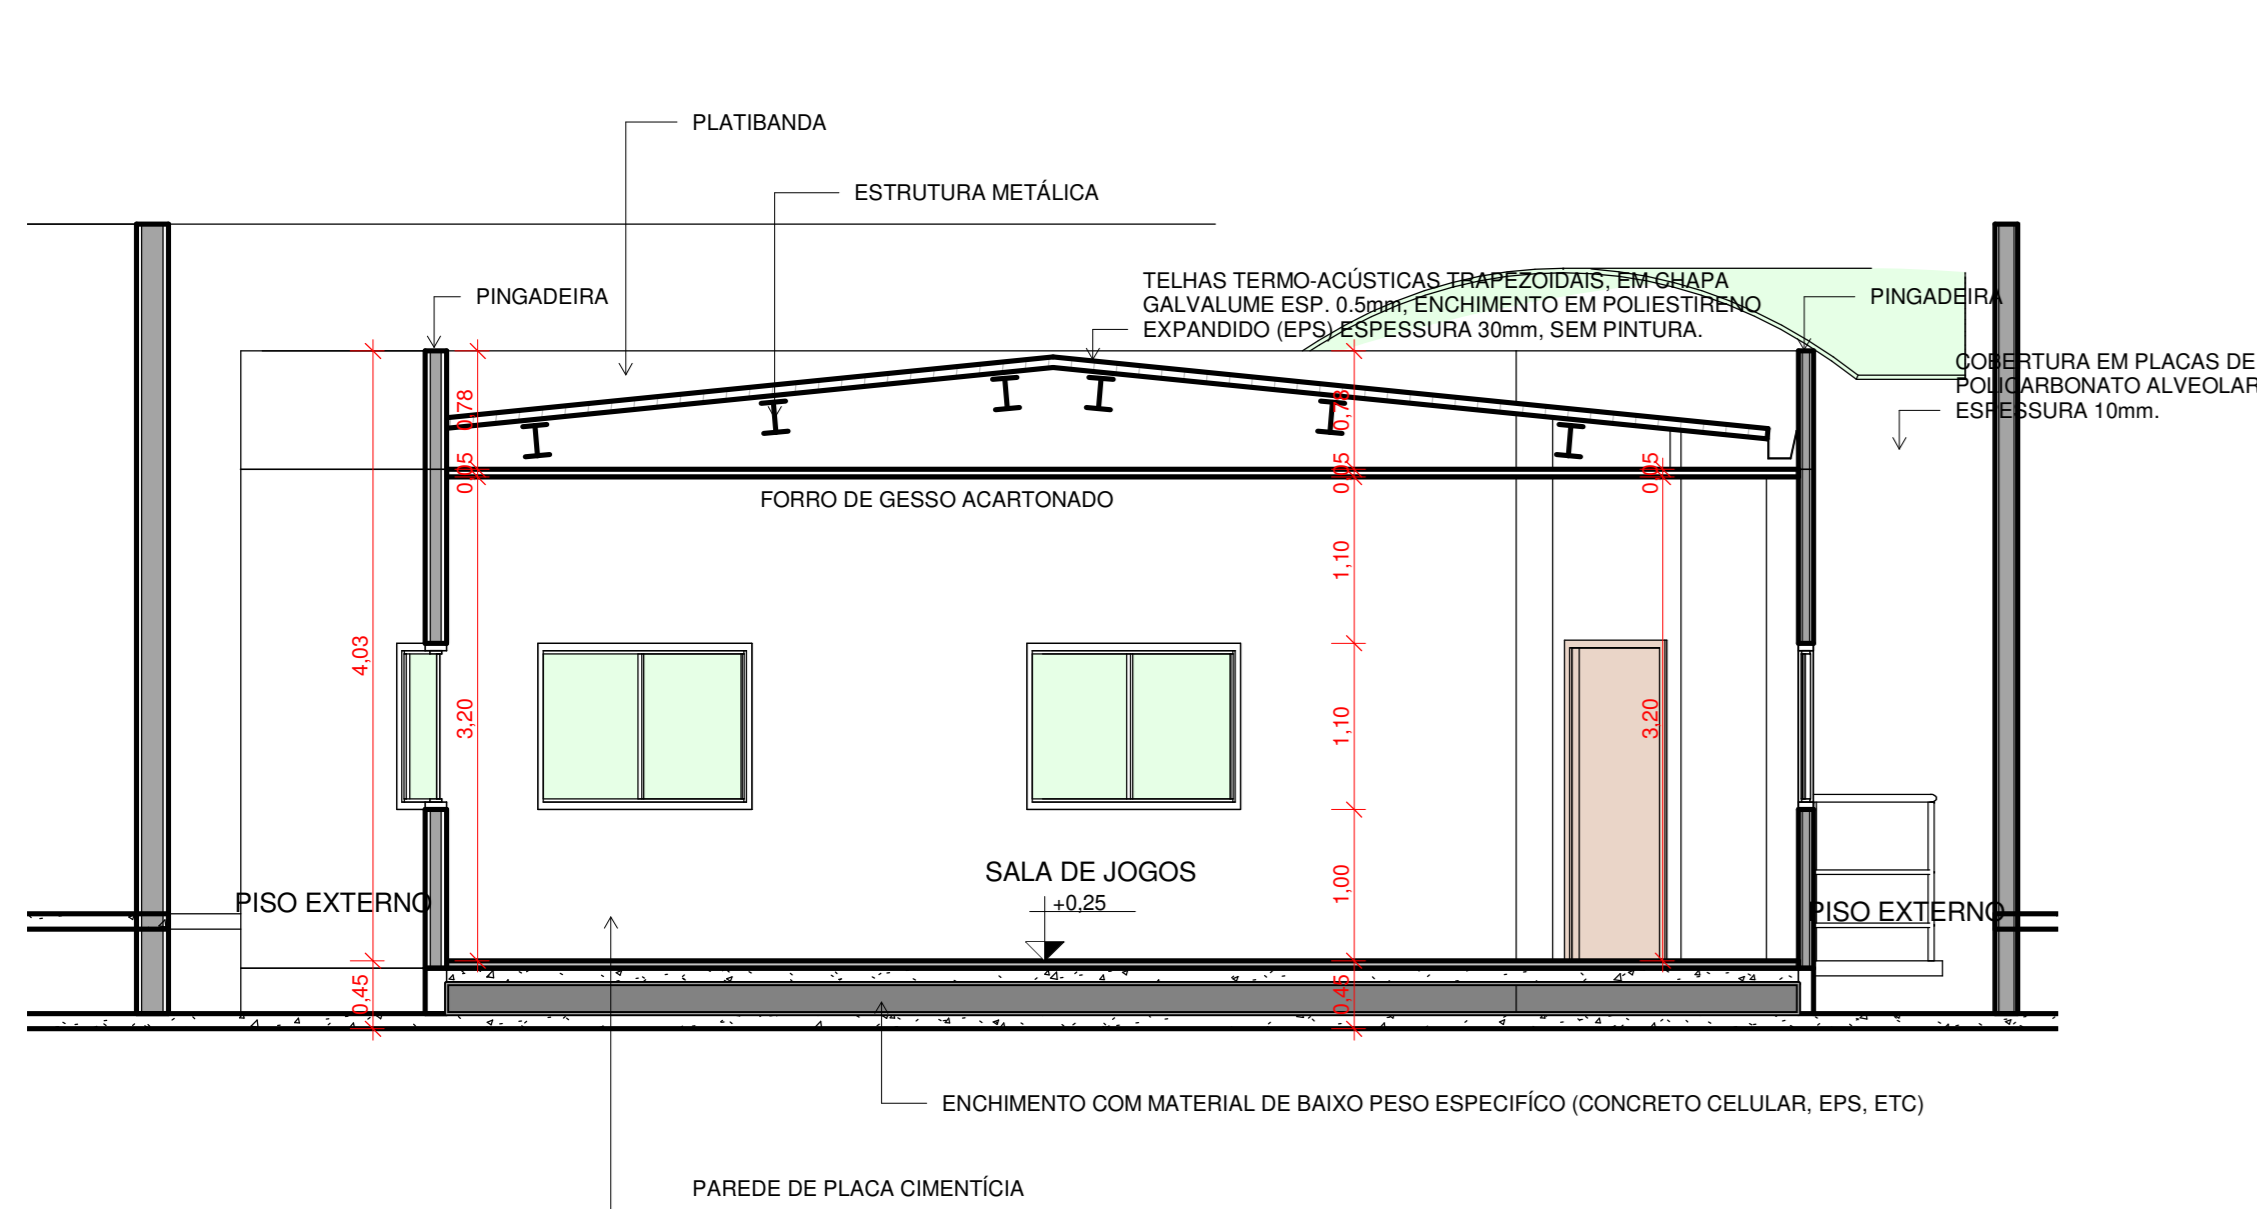 PLATIBANDA
ESTRUTURA METÁLICA
PINGADEIRA
TELHAS TERMO-ACÚSTICAS TRAPEZOIDAIS, EM CHAPA
GALVALUME ESP. 0.5mm, ENCHIMENTO EM POLIESTIRENO
EXPANDIDO (EPS) ESPESSURA 30mm, SEM PINTURA.
PINGADEIRA
COBERTURA EM PLACAS DE
POLICARBONATO ALVEOLAR
ESPESSURA 10mm.
0,78
0,78
0,05
0,05
0,05
FORRO DE GESSO ACARTONADO
1,10
4,03
3,20
1,10
3,20
SALA DE JOGOS
+0,25
1,00
PISO EXTERNO
PISO EXTERNO
0,45
0,45
ENCHIMENTO COM MATERIAL DE BAIXO PESO ESPECIFÍCO (CONCRETO CELULAR, EPS, ETC)
PAREDE DE PLACA CIMENTÍCIA